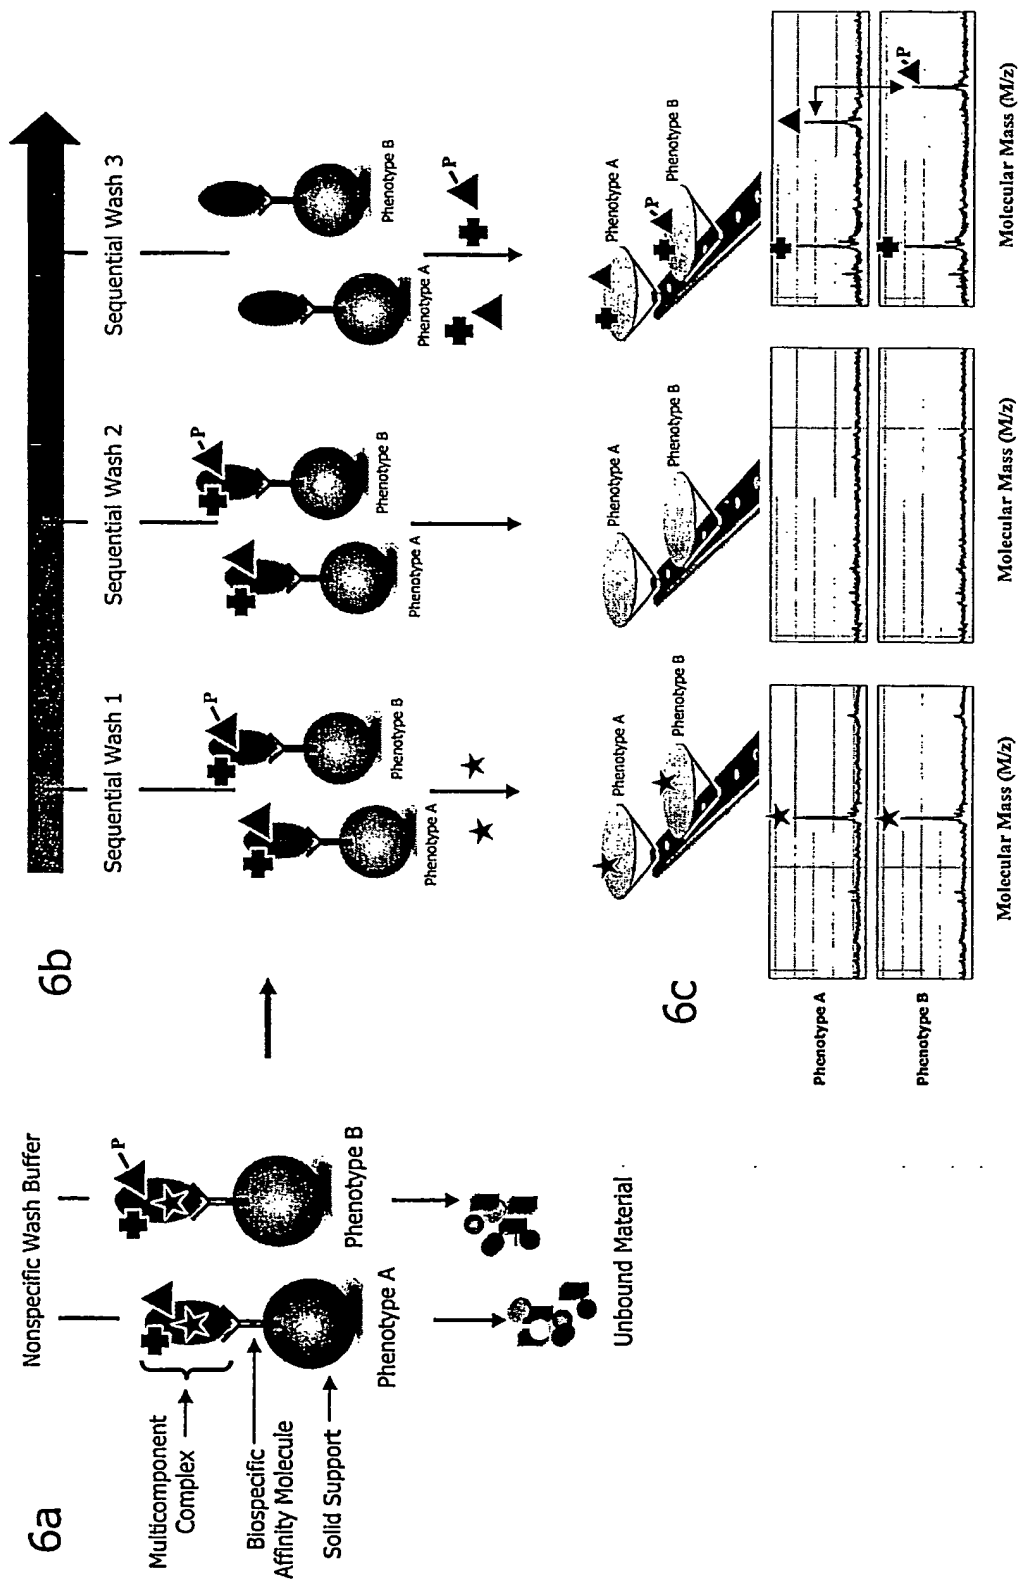 6a
Nonspecific Wash Buffer
Multicomponent
Complex
Biospecific
Affinity Molecule
Solid Support
P
Phenotype A
Phenotype B
Unbound Material
6b
Sequential Wash 1
P
Phenotype A
Phenotype B
Sequential Wash 2
P
Phenotype A
Phenotype B
Sequential Wash 3
Phenotype A
Phenotype B
P
6c
Phenotype A
Phenotype B
Phenotype A
Phenotype B
Phenotype A
P
Phenotype B
Phenotype A
Phenotype B
P
Molecular Mass (M/z)
Molecular Mass (M/z)
Molecular Mass (M/z)